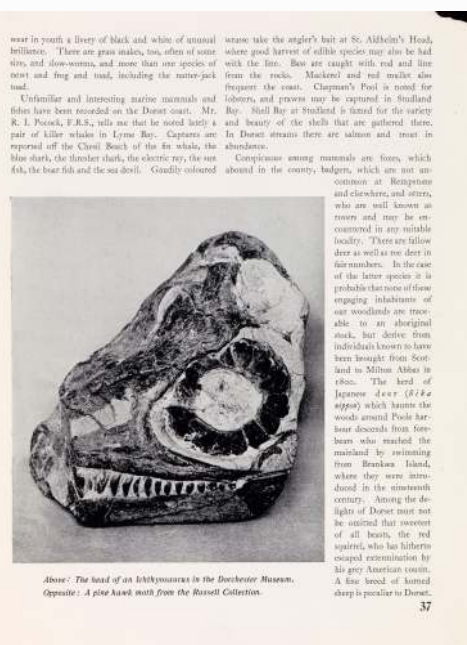 wear in youth a livery of black and white of unusual
brilliance. There are grass snakes, too, often of some
size, and slow-worms, and more than one species of
newt and frog and toad, including the natter-jack
toad.
Unfamiliar and interesting marine mammals and
fishes have been recorded on the Dorset coast. Mr.
R. I. Pocock, F.R.S., tells me that he noted lately a
pair of killer whales in Lyme Bay. Captures are
reported off the Chesil Beach of the fin whale, the
blue shark, the thresher shark, the electric ray, the sun
fish, the boar fish and the sea devil. Gaudily coloured
wrasse take the angler's bait at St. Aldhelm's Head,
where good harvest of edible species may also be had
with the line. Bass are caught with rod and line
from the rocks. Mackerel and red mullet also
frequent the coast. Chapman's Pool is noted for
lobsters, and prawns may be captured in Studland
Bay. Shell Bay at Studland is famed for the variety
and beauty of the shells that are gathered there.
In Dorset streams there are salmon and trout in
abundance.
Conspicuous among mammals are foxes, which
abound in the county, badgers, which are not un-
common at Rempstone
and elsewhere, and otters,
who are well known as
rovers and may be en-
countered in any suitable
locality. There are fallow
deer as well as roe deer in
fair numbers. In the case
of the latter species it is
probable that none of these
engaging inhabitants of
our woodlands are trace-
able to an aboriginal
stock, but derive from
individuals known to have
been brought from Scot-
land to Milton Abbas in
1800. The herd of
Japanese deer (Sika
nippon) which haunts the
woods around Poole har-
bour descends from fore-
bears who reached the
mainland by swimming
from Branksea Island,
where they were intro-
duced in the nineteenth
century. Among the de-
lights of Dorset must not
be omitted that sweetest
of all beasts, the red
squirrel, who has hitherto
escaped extermination by
his grey American cousin.
A fine breed of horned
sheep is peculiar to Dorset.
Above: The head of an Ichthyosaurus in the Dorchester Museum.
Opposite: A pine hawk moth from the Russell Collection.
37